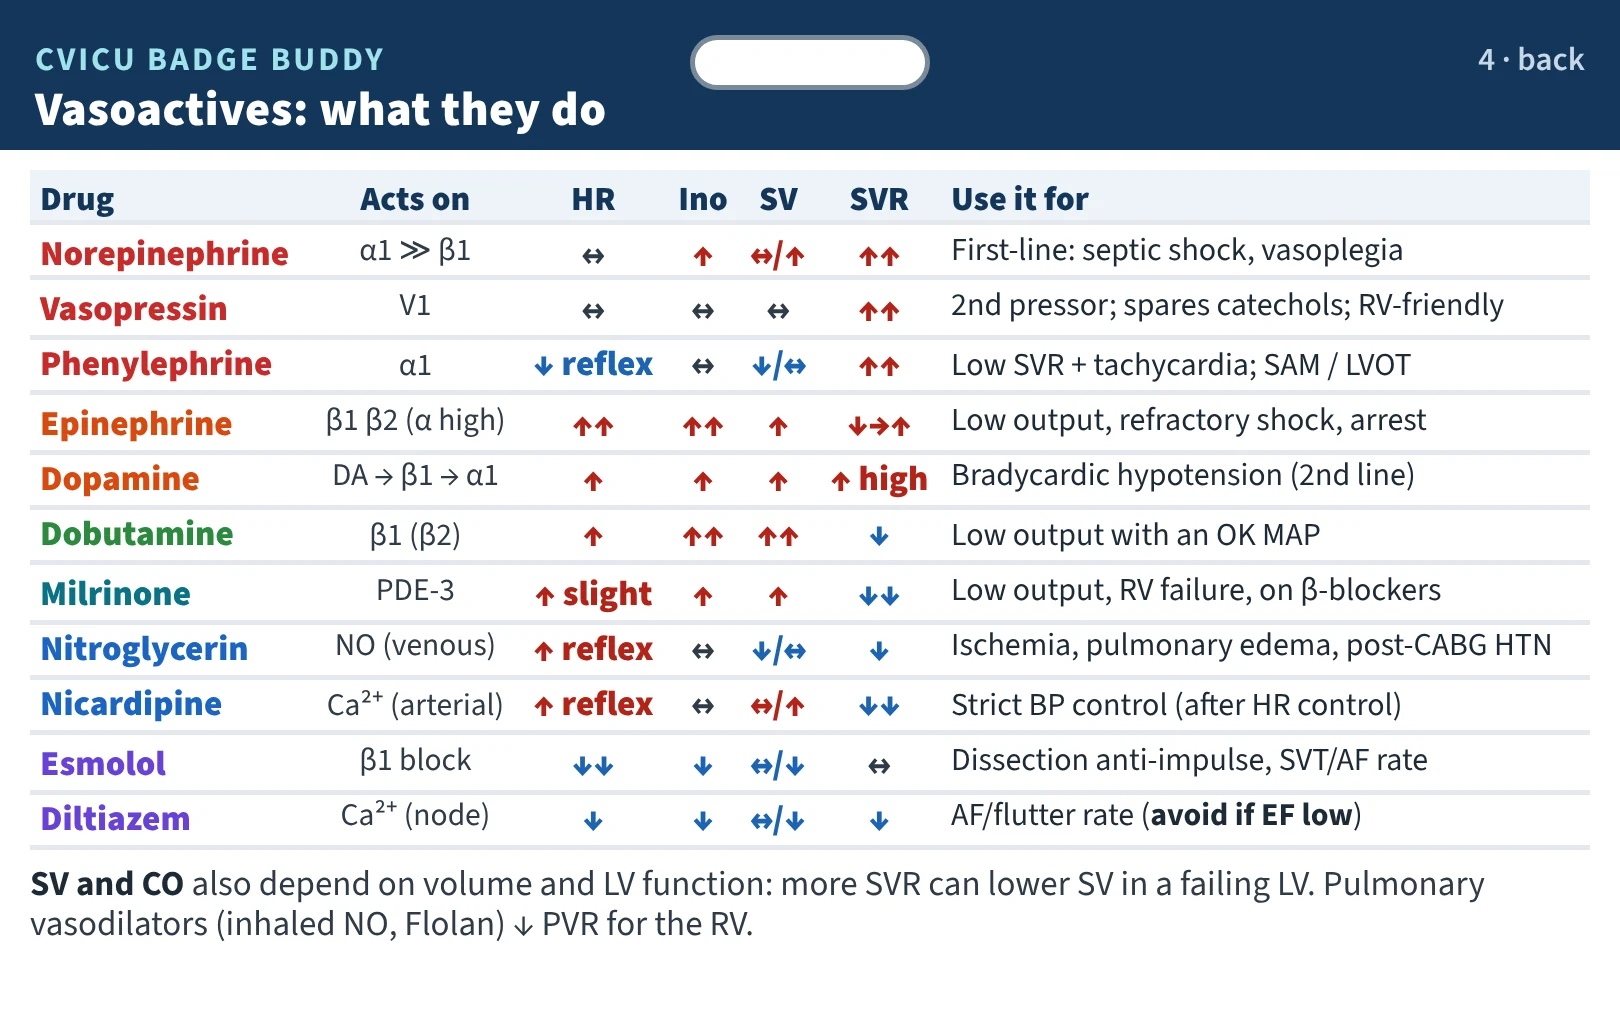 CVICU BADGE BUDDY
4 · back
Vasoactives: what they do
Drug Acts on HR Ino SV SVR Use it for
Norepinephrine α1 ≫ β1 ↔ ↑ ↔/↑ ↑↑ First-line: septic shock, vasoplegia
Vasopressin V1 ↔ ↔ ↔ ↑↑ 2nd pressor; spares catechols; RV-friendly
Phenylephrine α1 ↓ reflex ↔ ↓/↔ ↑↑ Low SVR + tachycardia; SAM / LVOT
Epinephrine β1 β2 (α high) ↑↑ ↑↑ ↑ ↓→↑ Low output, refractory shock, arrest
Dopamine DA → β1 → α1 ↑ ↑ ↑ ↑ high Bradycardic hypotension (2nd line)
Dobutamine β1 (β2) ↑ ↑↑ ↑↑ ↓ Low output with an OK MAP
Milrinone PDE-3 ↑ slight ↑ ↑ ↓↓ Low output, RV failure, on β-blockers
Nitroglycerin NO (venous) ↑ reflex ↔ ↓/↔ ↓ Ischemia, pulmonary edema, post-CABG HTN
Nicardipine Ca²⁺ (arterial) ↑ reflex ↔ ↔/↑ ↓↓ Strict BP control (after HR control)
Esmolol β1 block ↓↓ ↓ ↔/↓ ↔ Dissection anti-impulse, SVT/AF rate
Diltiazem Ca²⁺ (node) ↓ ↓ ↔/↓ ↓ AF/flutter rate (avoid if EF low)
SV and CO also depend on volume and LV function: more SVR can lower SV in a failing LV. Pulmonary
vasodilators (inhaled NO, Flolan) ↓ PVR for the RV.